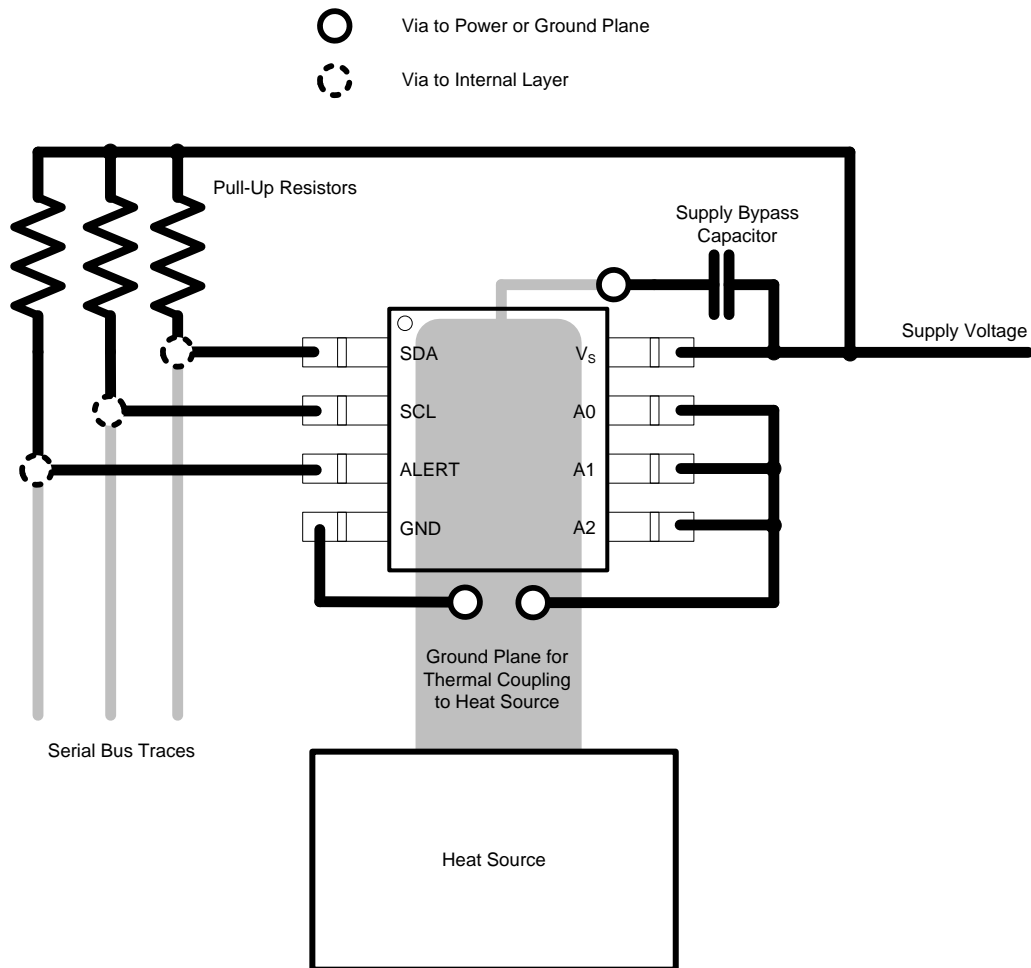 Via to Power or Ground Plane
Via to Internal Layer
Pull-Up Resistors
Supply Bypass
Capacitor
Supply Voltage
SDA
VS
SCL
A0
ALERT
A1
GND
A2
Ground Plane for
Thermal Coupling
to Heat Source
Serial Bus Traces
Heat Source